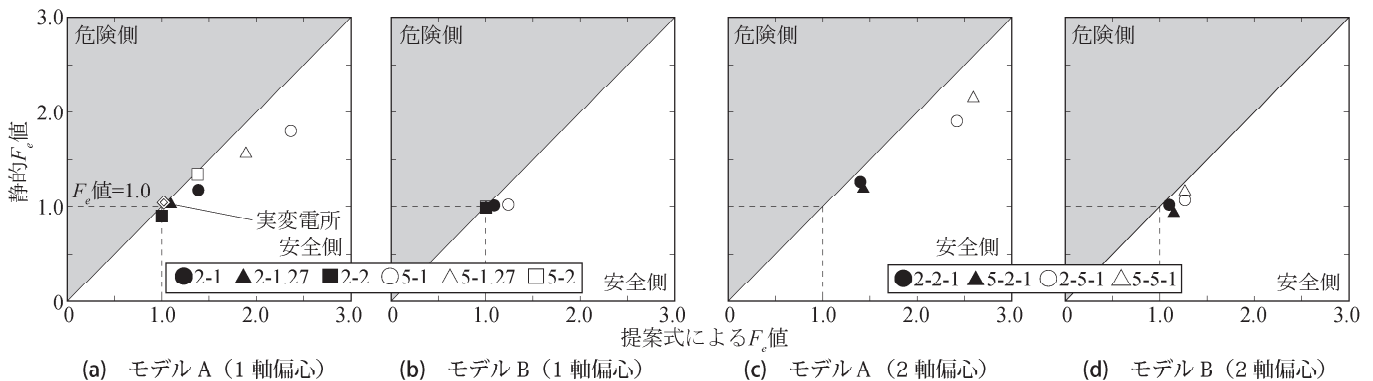 3.0
2.0
1.0
0
静的Fe値
危険側
Fe値=1.0
実変電所
安全側
0 1.0 2.0 3.0
危険側
安全側
0 1.0 2.0 3.0
2-1 2-1.27 2-2 5-1 5-1.27 5-2
危険側
安全側
0 1.0 2.0 3.0
危険側
安全側
0 1.0 2.0 3.0
2-2-1 5-2-1 2-5-1 5-5-1
提案式によるFe値
(a) モデルA（1軸偏心）
(b) モデルB（1軸偏心）
(c) モデルA（2軸偏心）
(d) モデルB（2軸偏心）